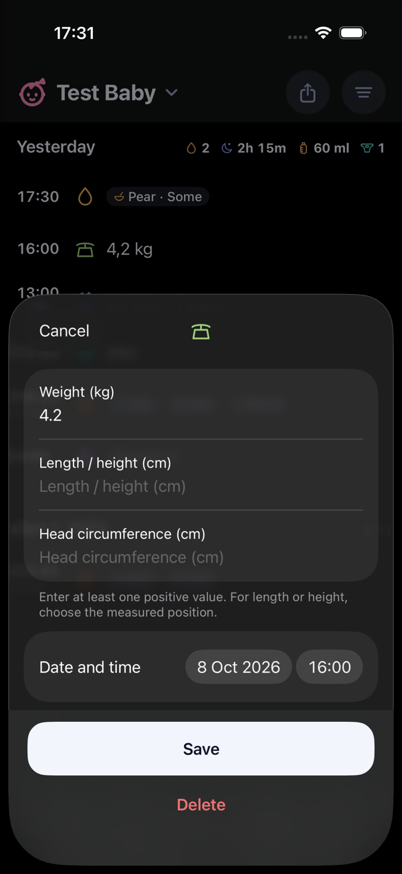 17:31
Test Baby
Yesterday 2 2h 15m 60 ml 1
17:30 Pear · Some
16:00 4,2 kg
13:00
Cancel
Weight (kg)
4.2
Length / height (cm)
Length / height (cm)
Head circumference (cm)
Head circumference (cm)
Enter at least one positive value. For length or height,
choose the measured position.
Date and time 8 Oct 2026 16:00
Save
Delete